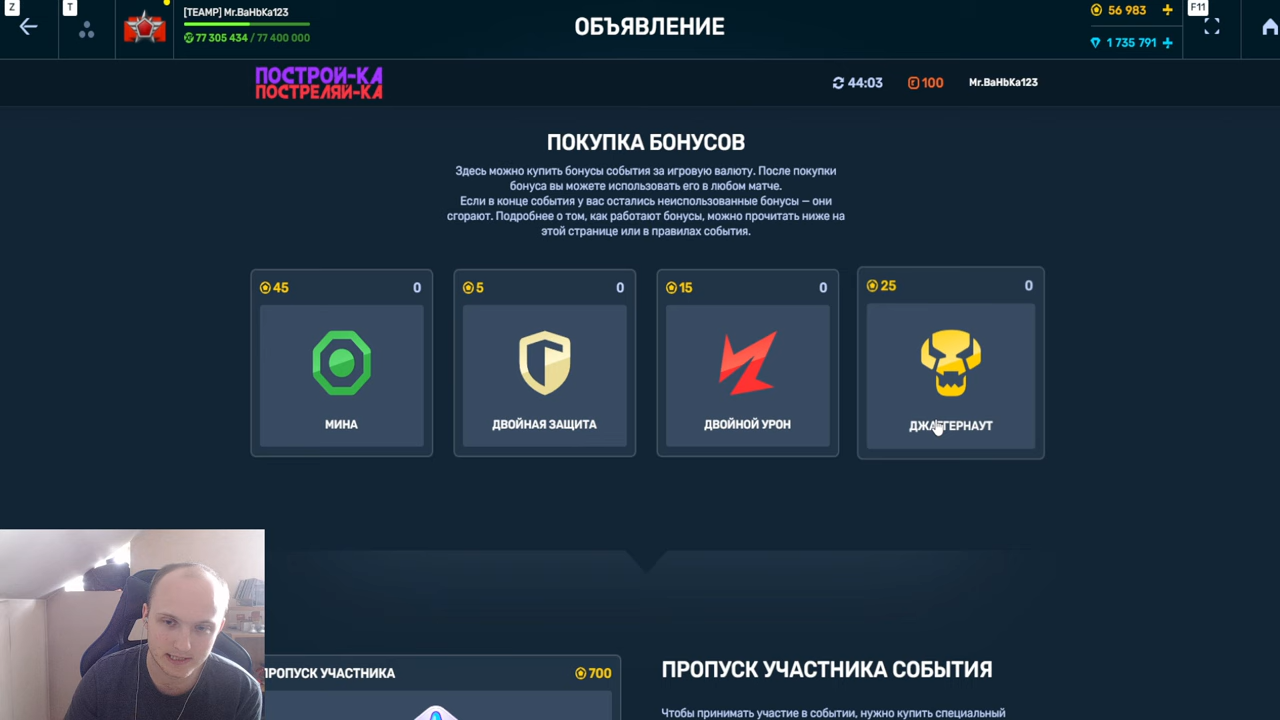 Z
T
[TEAMP] Mr.BaHbKa123
77 305 434 / 77 400 000
ОБЪЯВЛЕНИЕ
56 983 +
1 735 791 +
F11
ПОСТРОЙ-КА
ПОСТРЕЛЯЙ-КА
44:03
100
Mr.BaHbKa123
ПОКУПКА БОНУСОВ
Здесь можно купить бонусы события за игровую валюту. После покупки
бонуса вы можете использовать его в любом матче.
Если в конце события у вас остались неиспользованные бонусы — они
сгорают. Подробнее о том, как работают бонусы, можно прочитать ниже на
этой странице или в правилах события.
45 0
5 0
15 0
25 0
МИНА
ДВОЙНАЯ ЗАЩИТА
ДВОЙНОЙ УРОН
ДЖАГГЕРНАУТ
ПРОПУСК УЧАСТНИКА
700
ПРОПУСК УЧАСТНИКА СОБЫТИЯ
Чтобы принимать участие в событии, нужно купить специальный